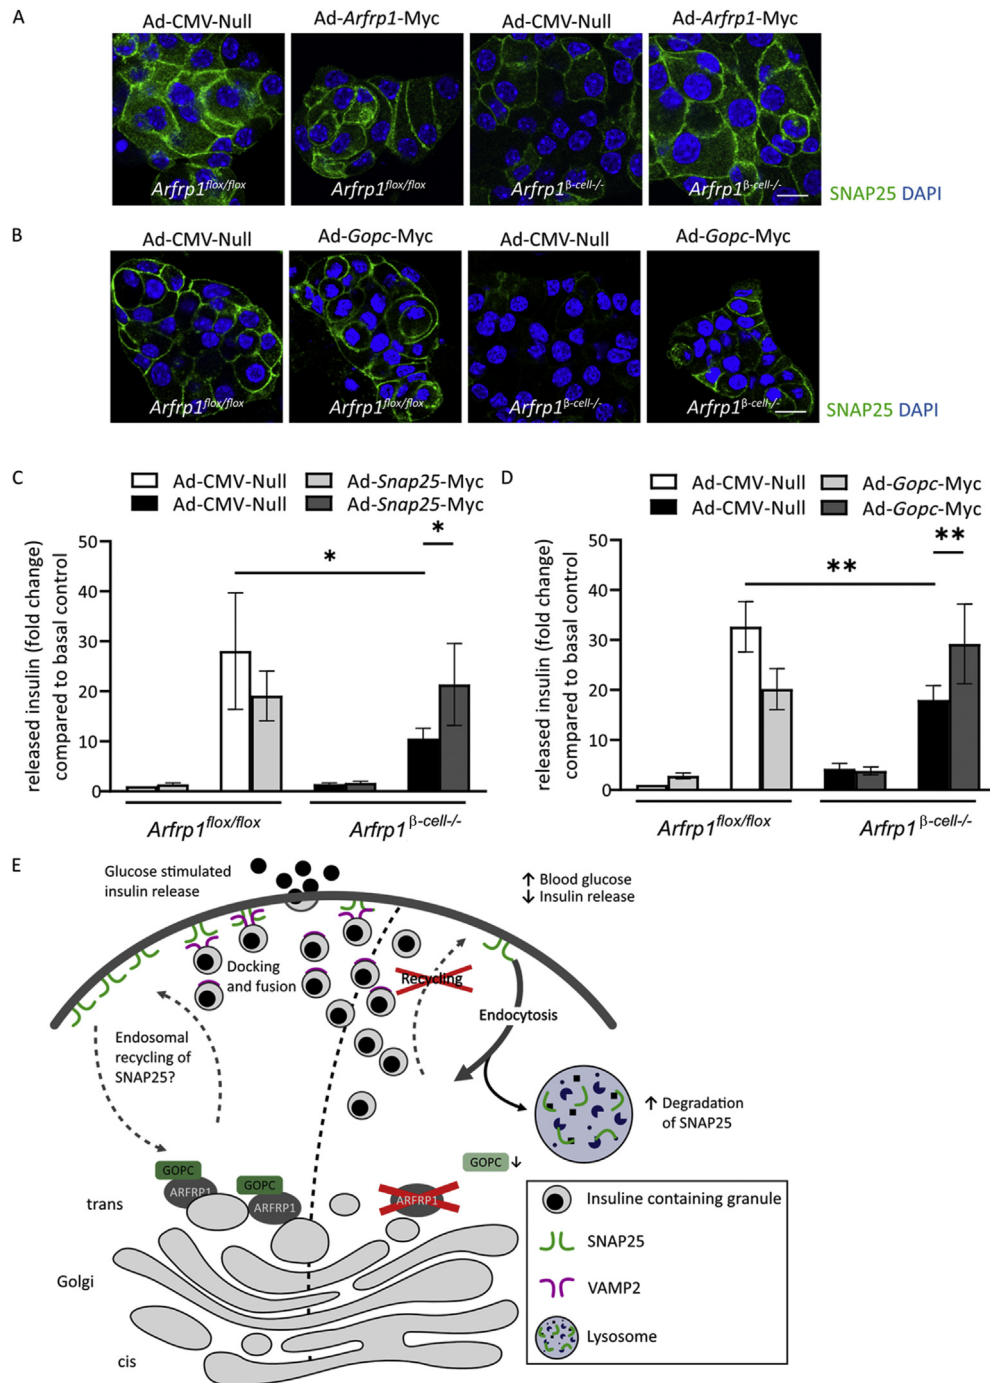 A
Ad-CMV-Null Ad-Arfrp1-Myc Ad-CMV-Null Ad-Arfrp1-Myc
Arfrp1flox/flox Arfrp1flox/flox Arfrp1β-cell-/- Arfrp1β-cell-/-
SNAP25 DAPI
B
Ad-CMV-Null Ad-Gopc-Myc Ad-CMV-Null Ad-Gopc-Myc
Arfrp1flox/flox Arfrp1flox/flox Arfrp1β-cell-/- Arfrp1β-cell-/-
SNAP25 DAPI
C
Ad-CMV-Null Ad-Snap25-Myc
Ad-CMV-Null Ad-Snap25-Myc
released insulin (fold change)
compared to basal control
50
40
30
20
10
0
*
*
Arfrp1flox/flox Arfrp1β-cell-/-
D
Ad-CMV-Null Ad-Gopc-Myc
Ad-CMV-Null Ad-Gopc-Myc
released insulin (fold change)
compared to basal control
50
40
30
20
10
0
**
**
Arfrp1flox/flox Arfrp1β-cell-/-
E
Glucose stimulated
insulin release
↑ Blood glucose
↓ Insulin release
Docking
and fusion
Recycling
Endocytosis
Endosomal
recycling of
SNAP25?
↑ Degradation
of SNAP25
GOPC
ARFRP1
GOPC
ARFRP1
GOPC ↓
ARFRP1
trans
Golgi
cis
Insuline containing granule
SNAP25
VAMP2
Lysosome